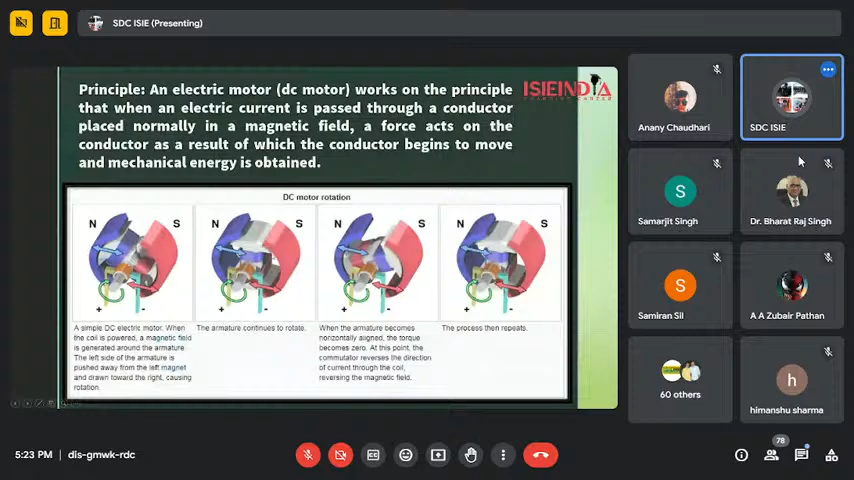 SDC ISIE (Presenting)
Principle: An electric motor (dc motor) works on the principle
that when an electric current is passed through a conductor
placed normally in a magnetic field, a force acts on the
conductor as a result of which the conductor begins to move
and mechanical energy is obtained.
ISIEINDIA
DC motor rotation
N S N S N S N S
+ - + - + - + -
A simple DC electric motor. When
the coil is powered, a magnetic field
is generated around the armature.
The left side of the armature is
pushed away from the left magnet
and drawn toward the right, causing
rotation.
The armature continues to rotate.
When the armature becomes
horizontally aligned, the torque
becomes zero. At this point, the
commutator reverses the direction
of current through the coil,
reversing the magnetic field.
The process then repeats.
Anany Chaudhari
SDC ISIE
S
Samarjit Singh
Dr. Bharat Raj Singh
S
Samiran Sil
A A Zubair Pathan
60 others
h
himanshu sharma
5:23 PM | dis-gmwk-rdc
78